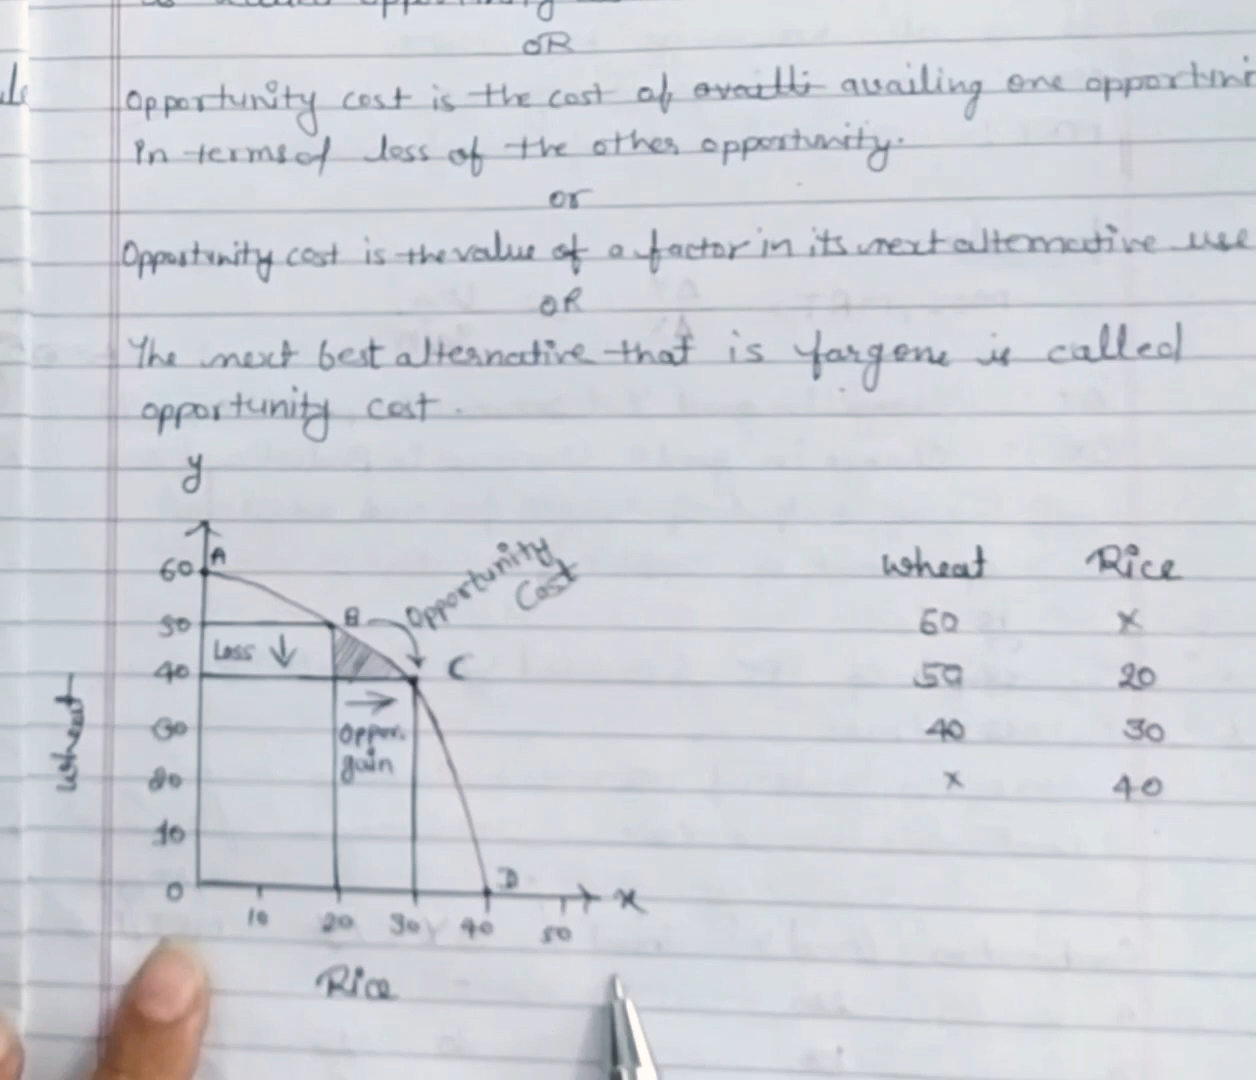 OR
Opportunity cost is the cost of availing one
in terms of loss of the other opportunity.
or
Opportunity cost is the value of a factor in its next alternative use
OR
The next best alternative that is fargone is called
opportunity cost.
y
A
60
B
Opportunity
Cost
50
Loss ↓
C
40
→
30
Oppor.
gain
20
10
0
D
x
10 20 30 40 50
Wheat
Rice
Wheat Rice
60 x
50 20
40 30
x 40